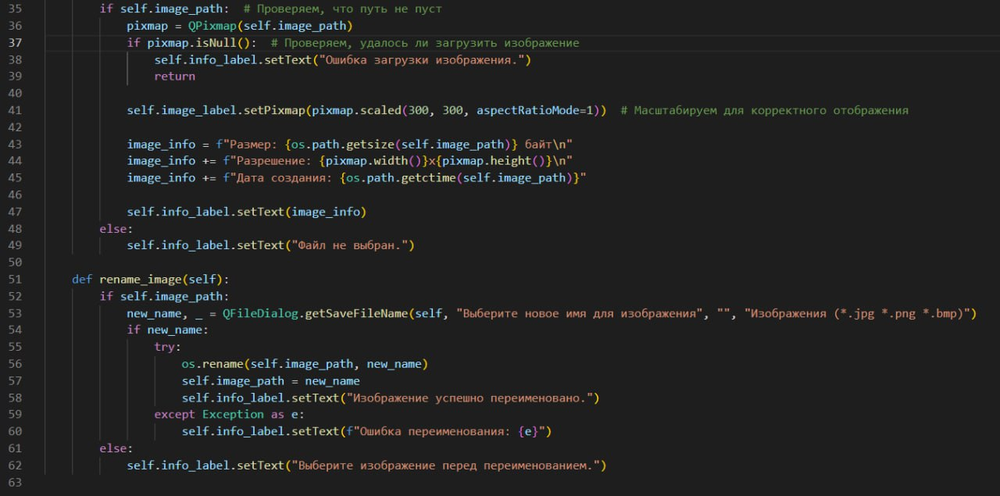 35 if self.image_path:  # Проверяем, что путь не пуст
36 pixmap = QPixmap(self.image_path)
37 if pixmap.isNull():  # Проверяем, удалось ли загрузить изображение
38 self.info_label.setText("Ошибка загрузки изображения.")
39 return
40
41 self.image_label.setPixmap(pixmap.scaled(300, 300, aspectRatioMode=1))  # Масштабируем для корректного отображения
42
43 image_info = f"Размер: {os.path.getsize(self.image_path)} байт\n"
44 image_info += f"Разрешение: {pixmap.width()}x{pixmap.height()}\n"
45 image_info += f"Дата создания: {os.path.getctime(self.image_path)}"
46
47 self.info_label.setText(image_info)
48 else:
49 self.info_label.setText("Файл не выбран.")
50
51 def rename_image(self):
52 if self.image_path:
53 new_name, _ = QFileDialog.getSaveFileName(self, "Выберите новое имя для изображения", "", "Изображения (*.jpg *.png *.bmp)")
54 if new_name:
55 try:
56 os.rename(self.image_path, new_name)
57 self.image_path = new_name
58 self.info_label.setText("Изображение успешно переименовано.")
59 except Exception as e:
60 self.info_label.setText(f"Ошибка переименования: {e}")
61 else:
62 self.info_label.setText("Выберите изображение перед переименованием.")
63